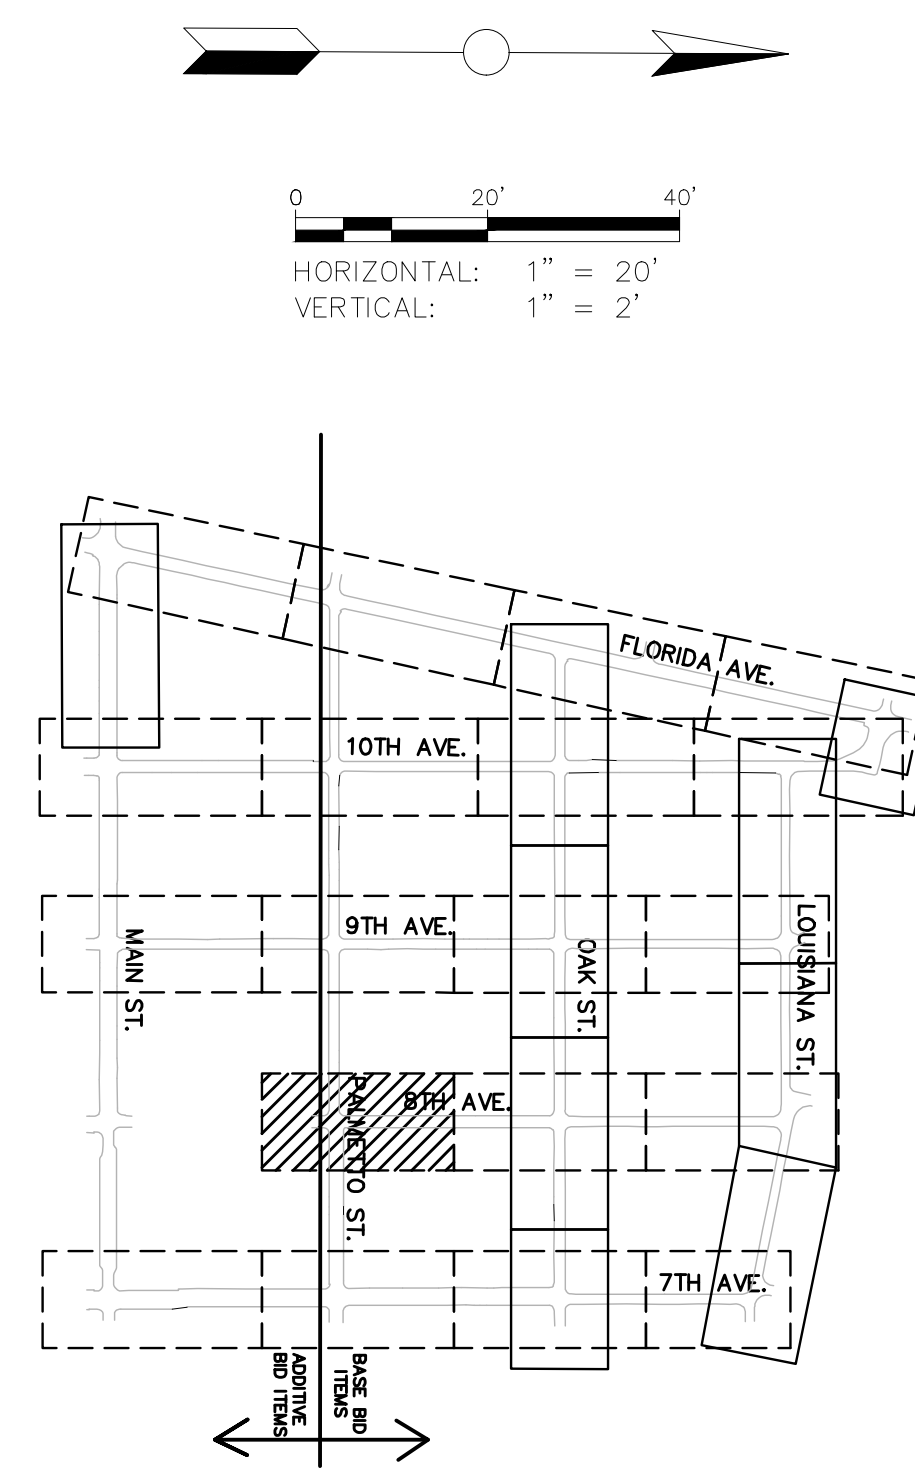 0 20' 40'
HORIZONTAL: 1" = 20'
VERTICAL: 1" = 2'
FLORIDA AVE.
10TH AVE.
9TH AVE.
MAIN ST.
OAK ST.
LOUISIANA ST.
8TH AVE.
PALMETTO ST.
7TH AVE.
ADDITIVE
BID ITEMS
BASE BID
ITEMS